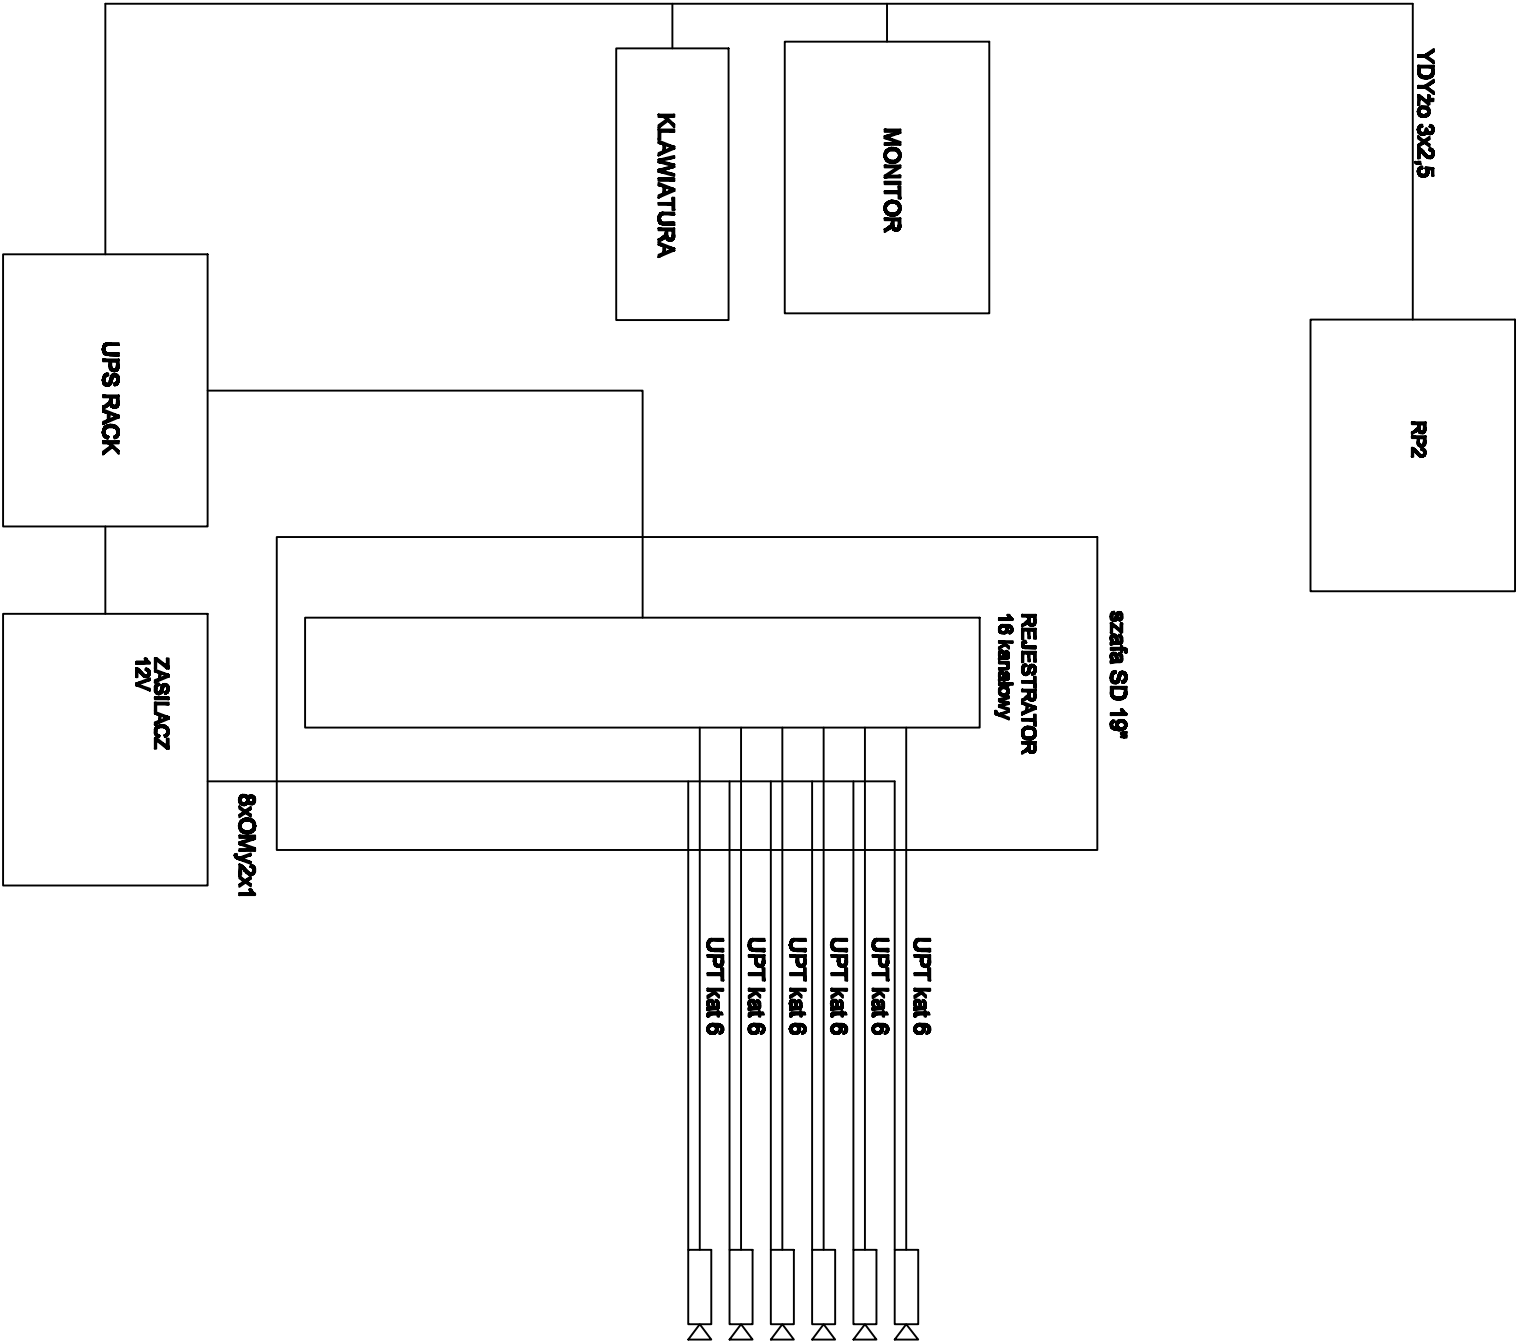 YDYżo 3x2,5
RP2
MONITOR
KLAWIATURA
UPS RACK
szafa SD 19"
REJESTRATOR
16 kanałowy
ZASILACZ
12V
8xOMy2x1
UPT kat 6
UPT kat 6
UPT kat 6
UPT kat 6
UPT kat 6
UPT kat 6